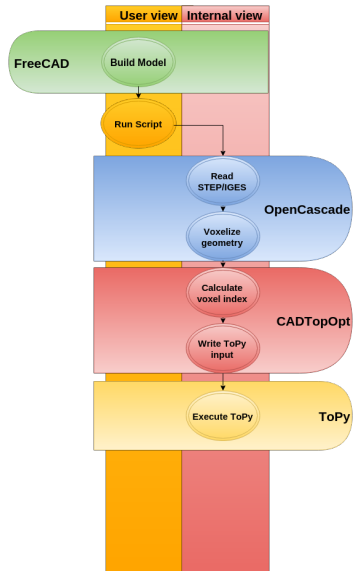 User view
Internal view
FreeCAD
Build Model
Run Script
Read
STEP/IGES
OpenCascade
Voxelize
geometry
Calculate
voxel index
CADTopOpt
Write ToPy
input
Execute ToPy
ToPy